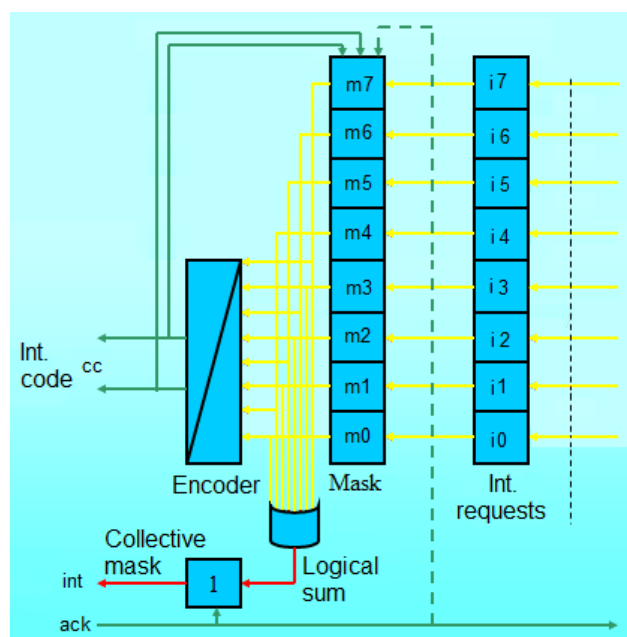 m7
i7
m6
i6
m5
i5
m4
i4
m3
i3
Int.
code cc
m2
i2
m1
i1
m0
i0
Encoder
Mask
Int.
requests
Collective
mask
Logical
sum
int
1
ack